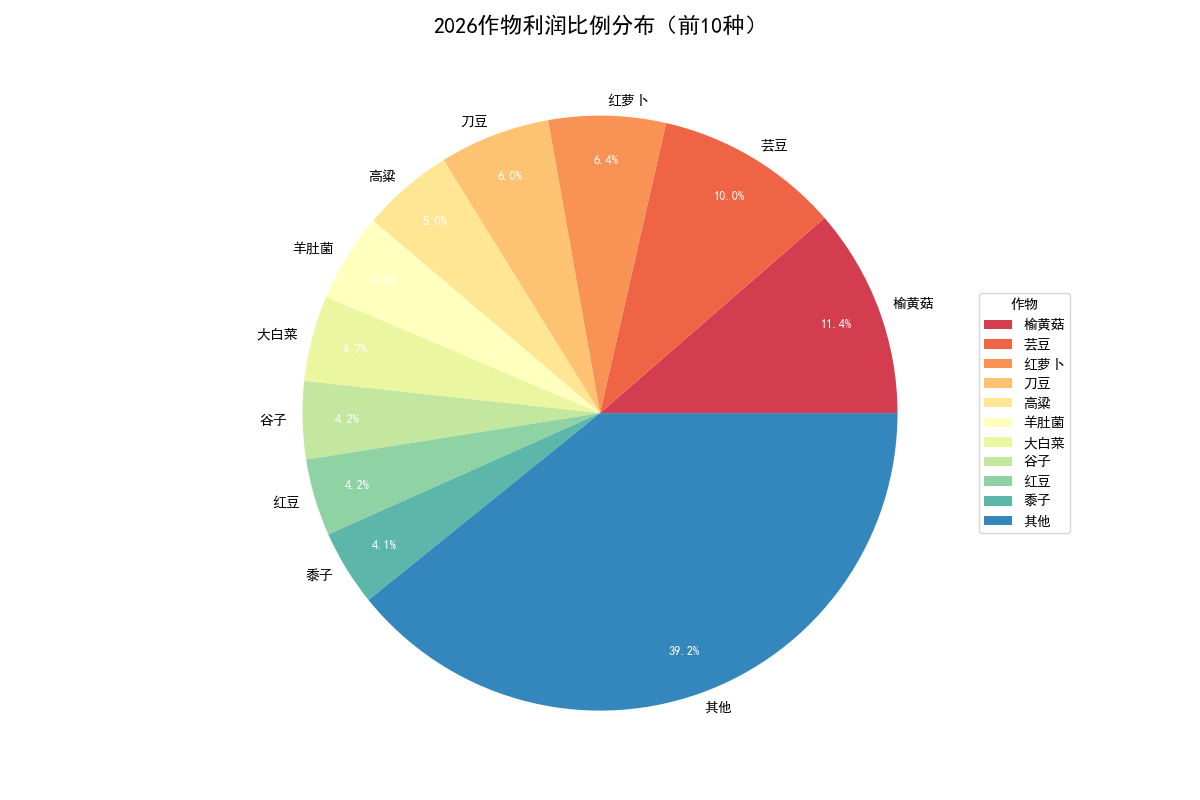 2026作物利润比例分布（前10种）
红萝卜
刀豆
芸豆
高粱
羊肚菌
榆黄菇
大白菜
谷子
红豆
黍子
其他
6.4%
6.0%
10.0%
5.0%
11.4%
4.7%
4.2%
4.2%
4.1%
39.2%
作物
榆黄菇
芸豆
红萝卜
刀豆
高粱
羊肚菌
大白菜
谷子
红豆
黍子
其他